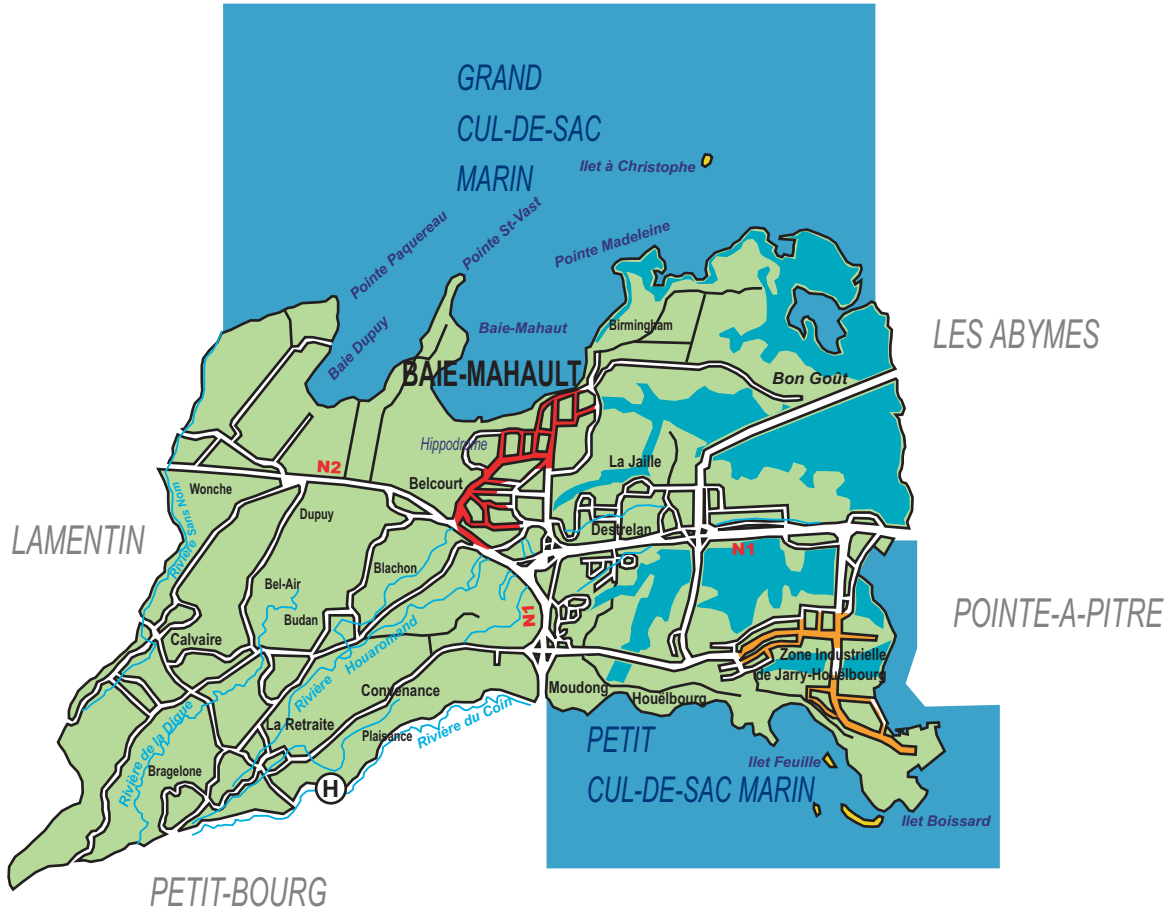 GRAND
CUL-DE-SAC
MARIN
Ilet à Christophe
Pointe Paquereau
Pointe St-Vast
Pointe Madeleine
Baie Dupuy
Baie-Mahaut
Birmingham
LES ABYMES
BAIE-MAHAULT
Bon Goût
Hippodrome
La Jaille
N2
Belcourt
Wonche
Dupuy
Destrelan
N1
LAMENTIN
Rivière Sans Nom
Blachon
Bel-Air
Budan
N1
POINTE-A-PITRE
Calvaire
Rivière Houaromand
Zone Industrielle
de Jarry-Houëlbourg
Convenance
Moudong
Houëlbourg
La Retraite
Plaisance
Rivière du Coin
Rivière de la Digue
Bragelone
PETIT
CUL-DE-SAC MARIN
Ilet Feuille
H
Ilet Boissard
PETIT-BOURG